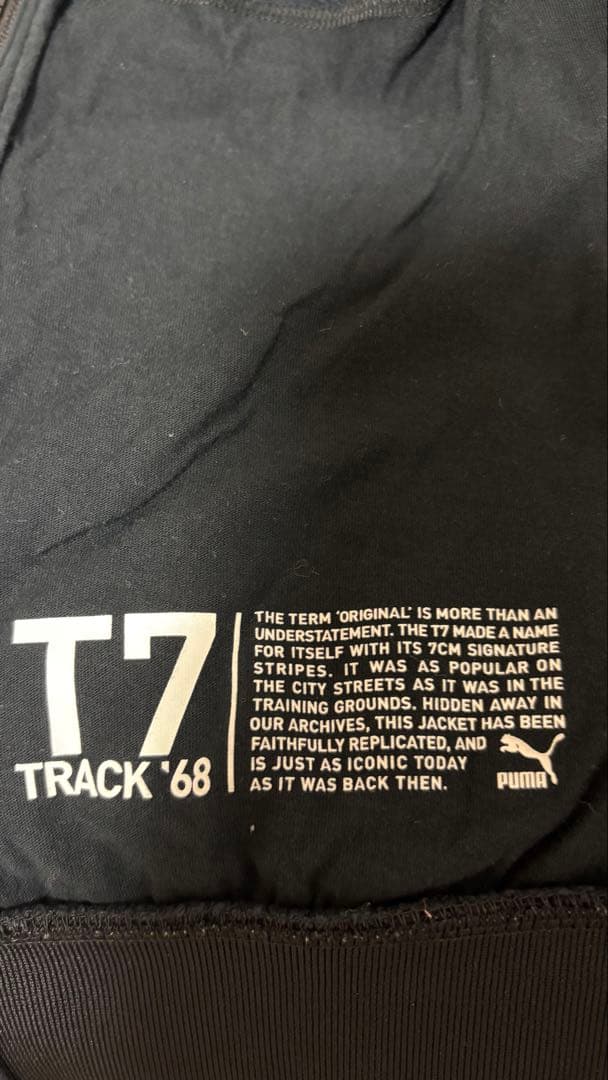 T7
TRACK '68
THE TERM 'ORIGINAL' IS MORE THAN AN
UNDERSTATEMENT. THE T7 MADE A NAME
FOR ITSELF WITH ITS 7CM SIGNATURE
STRIPES. IT WAS AS POPULAR ON
THE CITY STREETS AS IT WAS IN THE
TRAINING GROUNDS. HIDDEN AWAY IN
OUR ARCHIVES, THIS JACKET HAS BEEN
FAITHFULLY REPLICATED, AND
IS JUST AS ICONIC TODAY
AS IT WAS BACK THEN.
PUMA